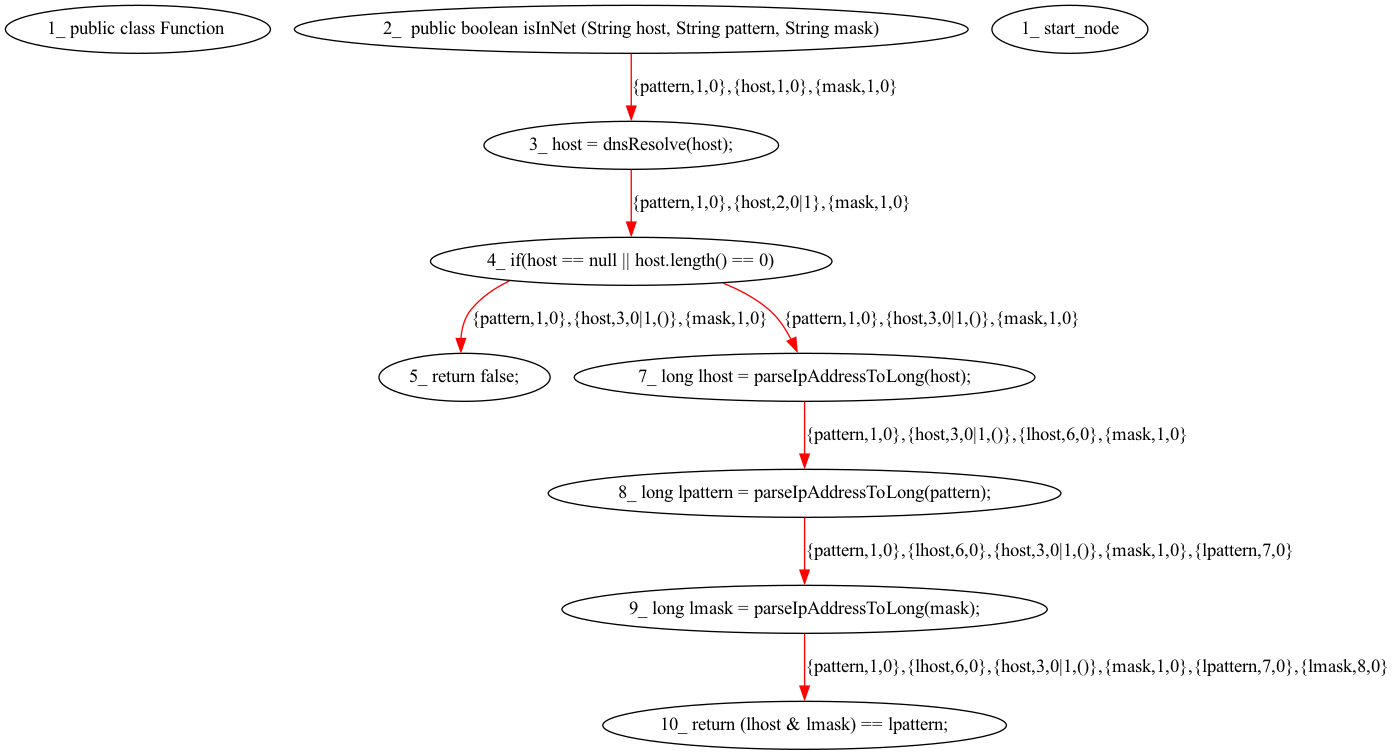 1_ public class Function
2_  public boolean isInNet (String host, String pattern, String mask)
1_ start_node
{pattern,1,0},{host,1,0},{mask,1,0}
3_ host = dnsResolve(host);
{pattern,1,0},{host,2,0|1},{mask,1,0}
4_ if(host == null || host.length() == 0)
{pattern,1,0},{host,3,0|1,()},{mask,1,0}
{pattern,1,0},{host,3,0|1,()},{mask,1,0}
5_ return false;
7_ long lhost = parseIpAddressToLong(host);
{pattern,1,0},{host,3,0|1,()},{lhost,6,0},{mask,1,0}
8_ long lpattern = parseIpAddressToLong(pattern);
{pattern,1,0},{lhost,6,0},{host,3,0|1,()},{mask,1,0},{lpattern,7,0}
9_ long lmask = parseIpAddressToLong(mask);
{pattern,1,0},{lhost,6,0},{host,3,0|1,()},{mask,1,0},{lpattern,7,0},{lmask,8,0}
10_ return (lhost & lmask) == lpattern;